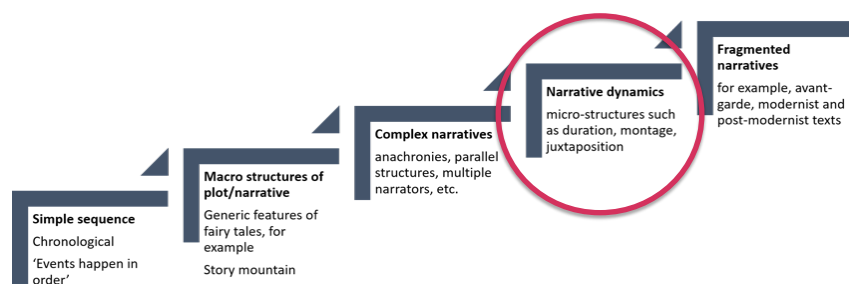 Simple sequence
Chronological
‘Events happen in
order’
Macro structures of
plot/narrative
Generic features of
fairy tales, for
example
Story mountain
Complex narratives
anachronies, parallel
structures, multiple
narrators, etc.
Narrative dynamics
micro-structures such
as duration, montage,
juxtaposition
Fragmented
narratives
for example, avant-
garde, modernist and
post-modernist texts